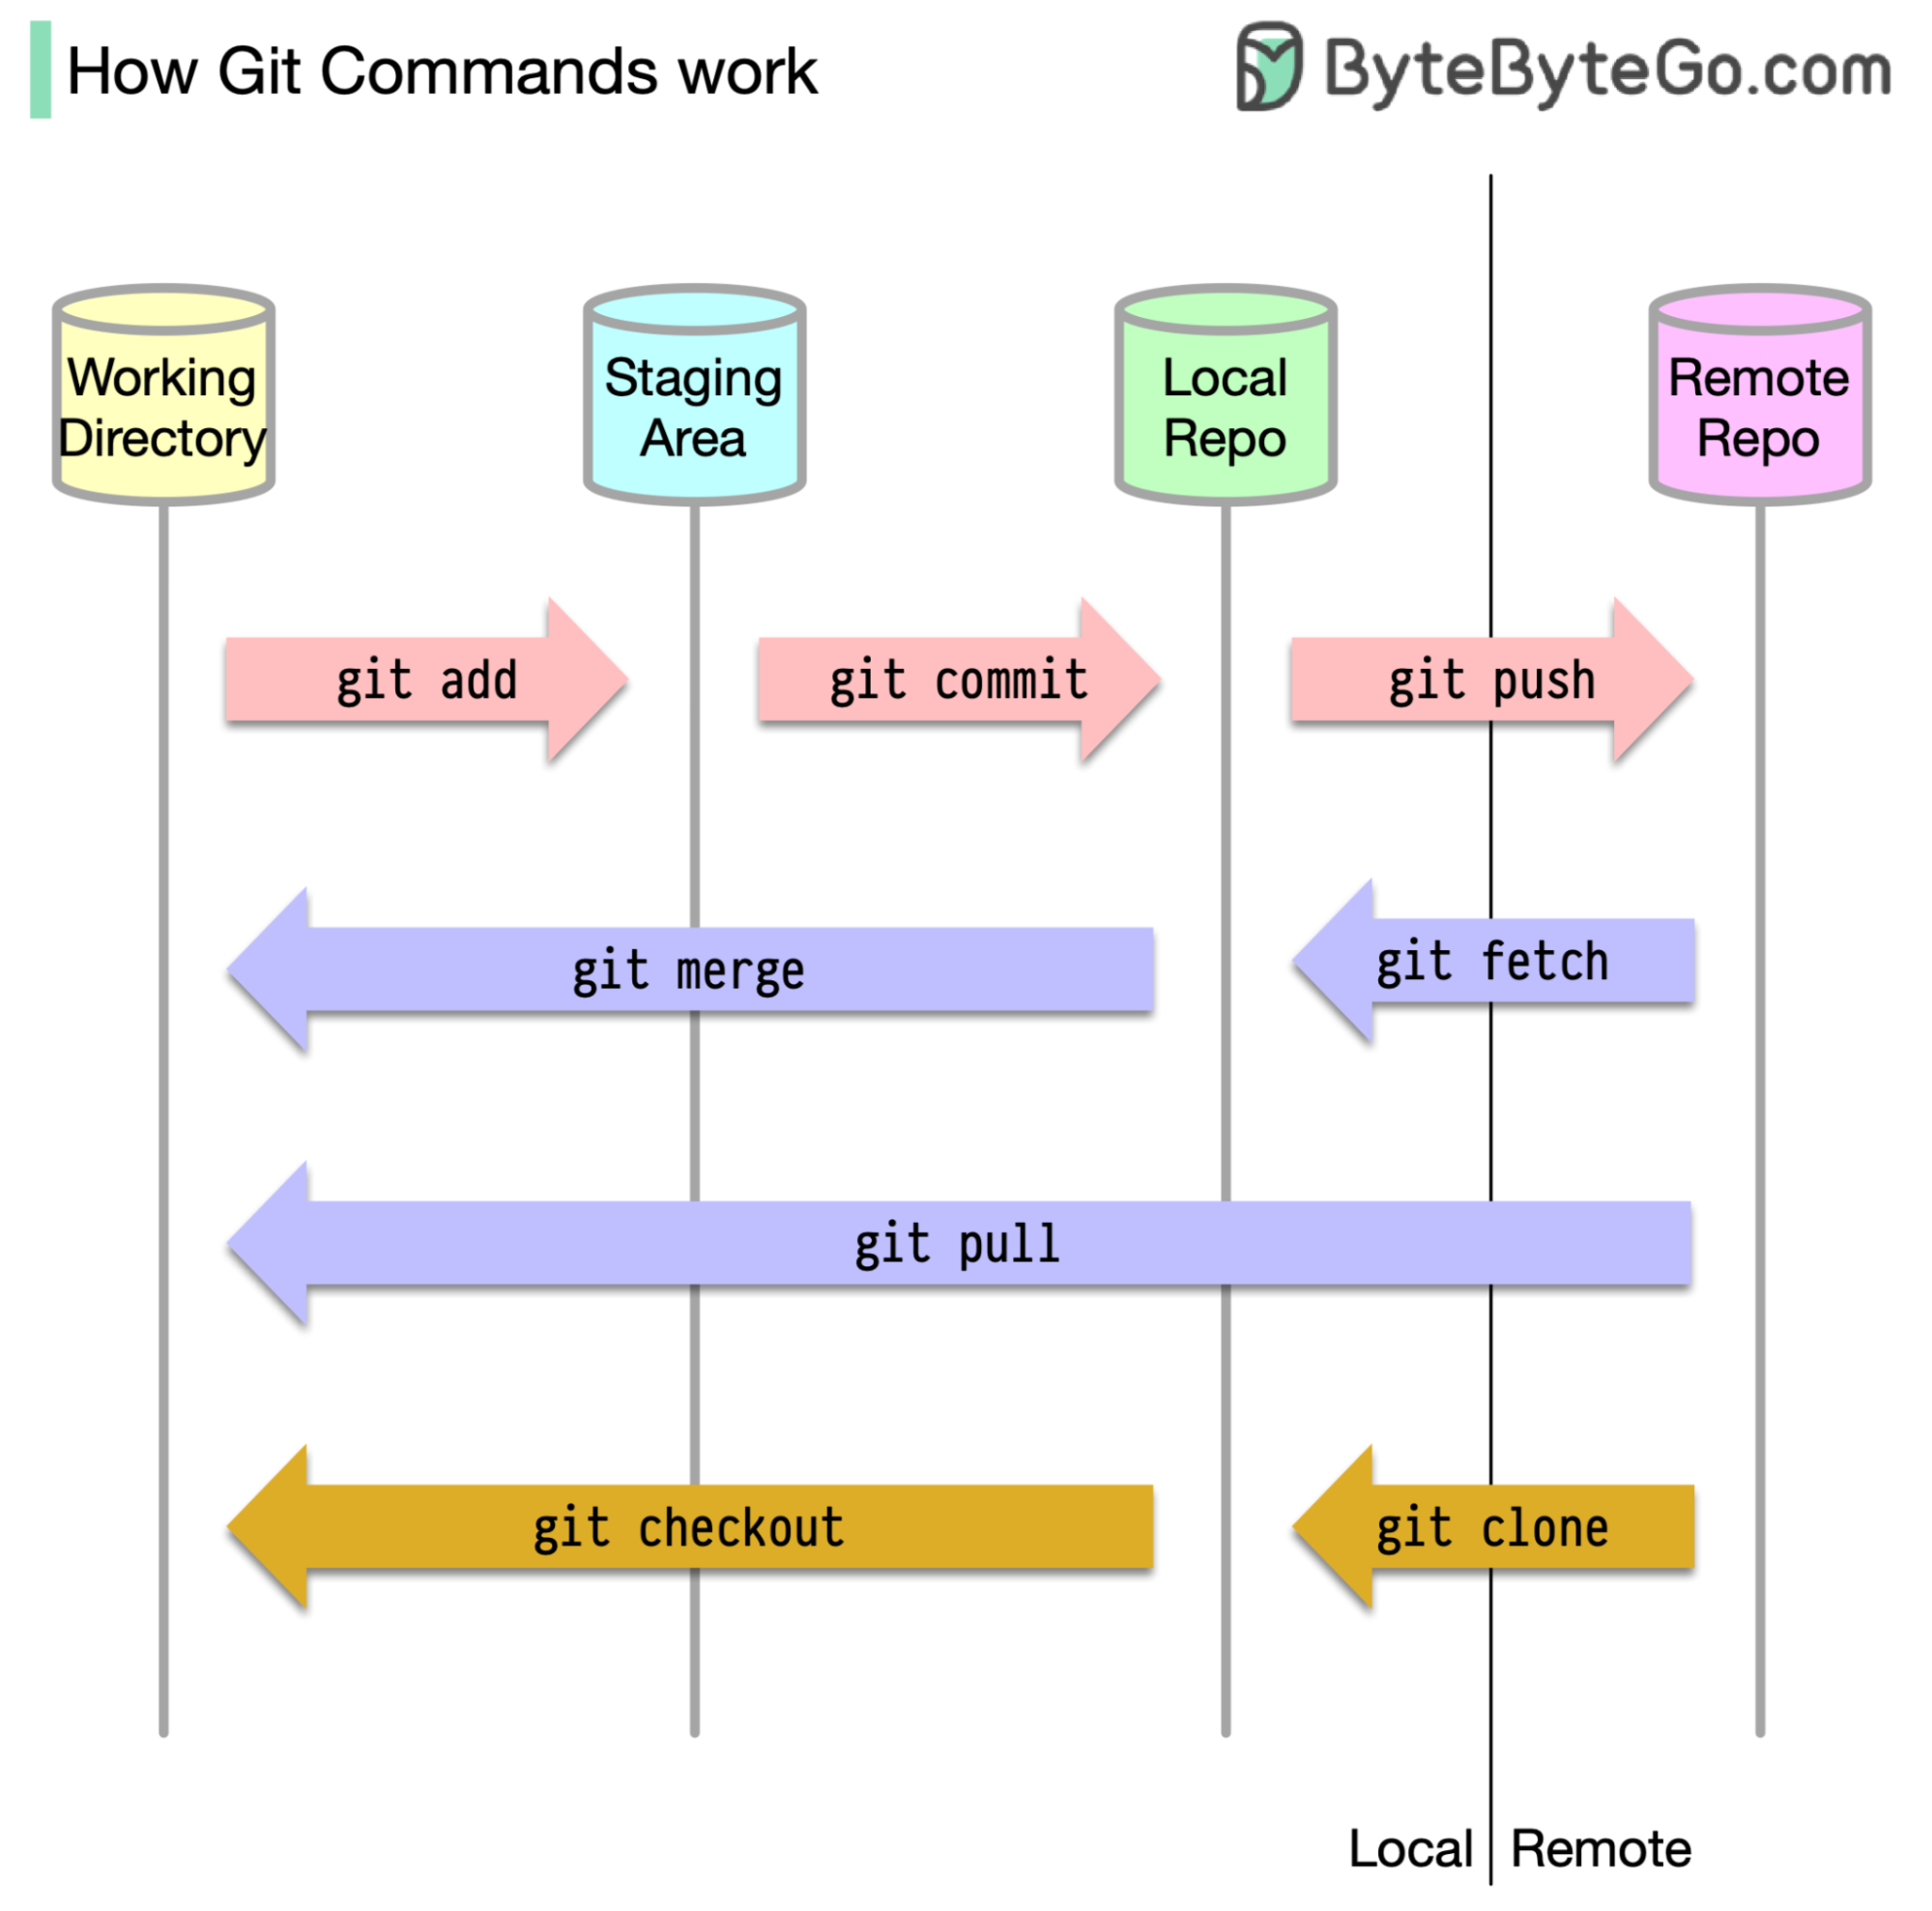 How Git Commands work
ByteByteGo.com
Working
Directory
Staging
Area
Local
Repo
Remote
Repo
git add
git commit
git push
git merge
git fetch
git pull
git checkout
git clone
Local
Remote